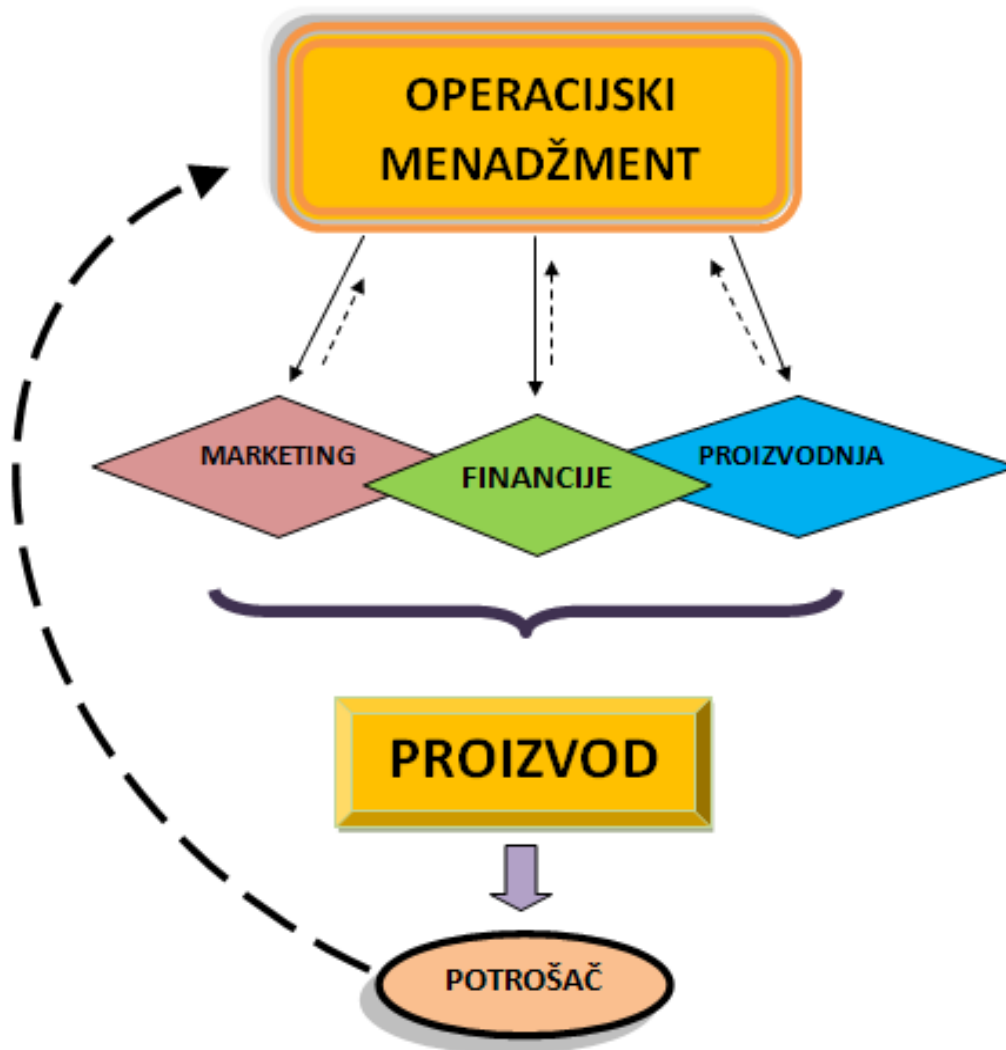 OPERACIJSKI
MENADŽMENT
MARKETING
FINANCIJE
PROIZVODNJA
PROIZVOD
POTROŠAČ